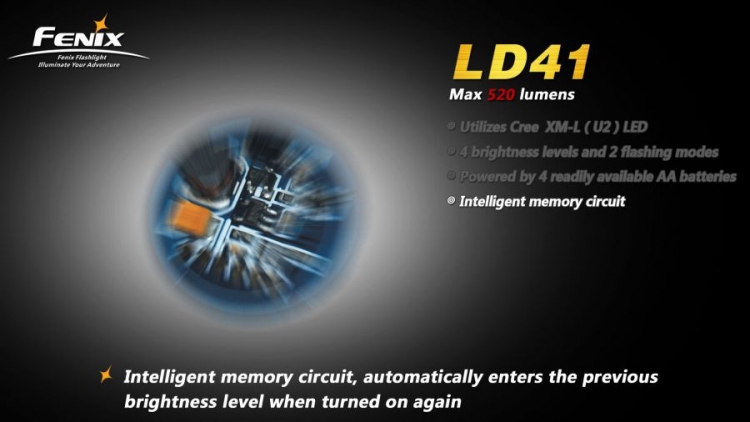 FENIX
Fenix Flashlight
Illuminate Your Adventure
LD41
Max 520 lumens
Utilizes Cree XM-L ( U2 ) LED
4 brightness levels and 2 flashing modes
Powered by 4 readily available AA batteries
Intelligent memory circuit
Intelligent memory circuit, automatically enters the previous
brightness level when turned on again